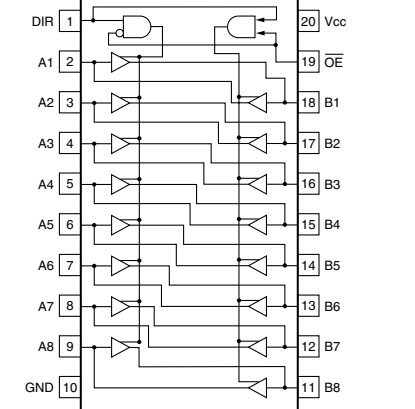 DIR 1 20 Vcc
A1 2 19 O̅E̅
A2 3 18 B1
A3 4 17 B2
A4 5 16 B3
A5 6 15 B4
A6 7 14 B5
A7 8 13 B6
A8 9 12 B7
GND 10 11 B8